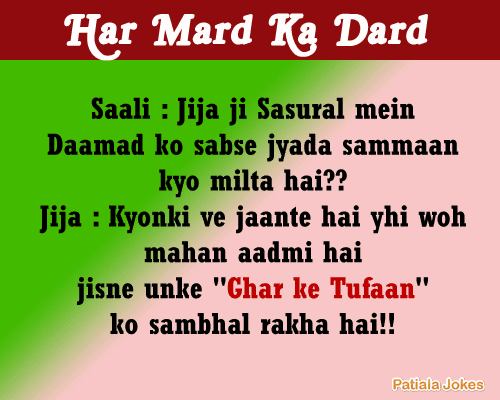 Har Mard Ka Dard
Saali : Jija ji Sasural mein
Daamad ko sabse jyada sammaan
kyo milta hai??
Jija : Kyonki ve jaante hai yhi woh
mahan aadmi hai
jisne unke "Ghar ke Tufaan"
ko sambhal rakha hai!!
Patiala Jokes